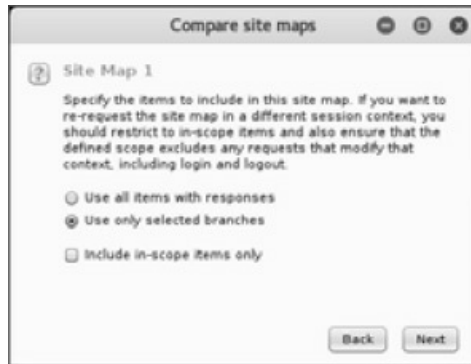 Compare site maps
Site Map 1
Specify the items to include in this site map. If you want to
re-request the site map in a different session context, you
should restrict to in-scope items and also ensure that the
defined scope excludes any requests that modify that
context, including login and logout.
Use all items with responses
Use only selected branches
Include in-scope items only
Back Next